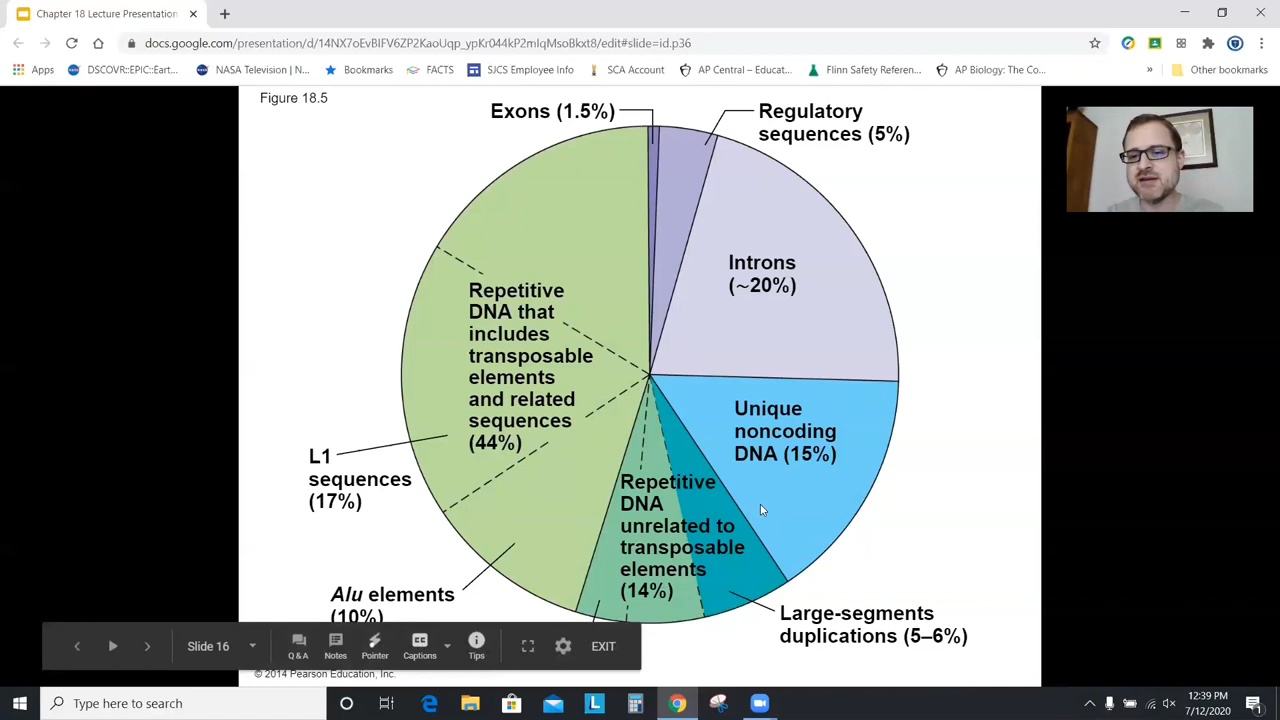 Chapter 18 Lecture Presentation
docs.google.com/presentation/d/14NX7oEvBIFV6ZP2KaoUqp_ypKr044kP2mIqMsoBkxt8/edit#slide=id.p36
Apps
DSCOVR::EPIC::Eart...
NASA Television | N...
Bookmarks
FACTS
SJCS Employee Info
SCA Account
AP Central – Educat...
Flinn Safety Referen...
AP Biology: The Co...
»
Other bookmarks
Figure 18.5
Exons (1.5%)
Regulatory
sequences (5%)
Introns
(∼20%)
Repetitive
DNA that
includes
transposable
elements
and related
sequences
(44%)
Unique
noncoding
DNA (15%)
L1
sequences
(17%)
Repetitive
DNA
unrelated to
transposable
elements
(14%)
Alu elements
(10%)
Large-segments
duplications (5–6%)
Slide 16
Q & A
Notes
Pointer
Captions
Tips
EXIT
© 2014 Pearson Education, Inc.
Type here to search
12:39 PM
7/12/2020